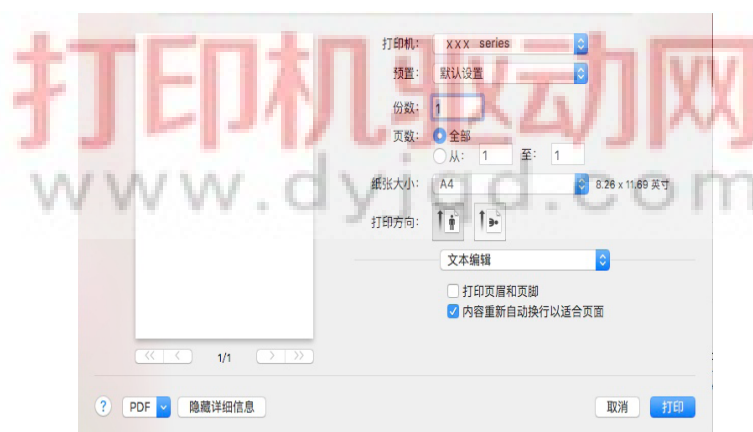 打印机驱动网
www.dyjqd.com
打印机： xxx series
预置： 默认设置
份数： 1
页数： 全部
从： 1 至： 1
纸张大小： A4 8.26 x 11.69 英寸
打印方向：
文本编辑
打印页眉和页脚
内容重新自动换行以适合页面
1/1
? PDF 隐藏详细信息 取消 打印